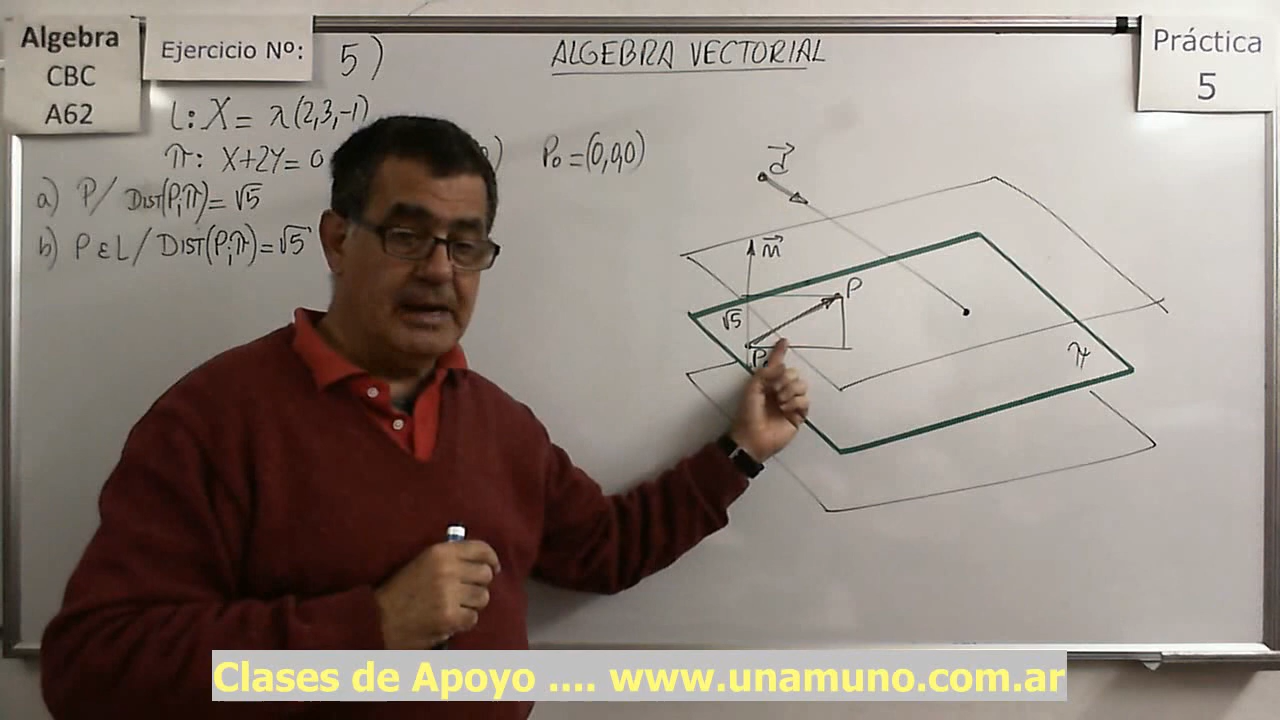 Algebra
CBC
A62
Ejercicio Nº: 5)
ALGEBRA VECTORIAL
Práctica
5
L: X = λ(2,3,-1)
π: X+2Y=0
) P₀=(0,0,0)
a) P/ DIST(P;π)=√5
b) P ε L/ DIST(P;π)=√5
d
n
P
√5
P
π
Clases de Apoyo .... www.unamuno.com.ar